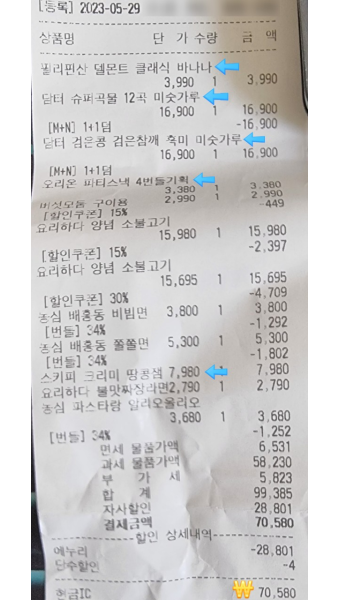 [등록] 2023-05-29
상품명 단 가 수량 금 액
필리핀산 델몬트 클래식 바나나
3,990 1 3,990
담터 슈퍼곡물 12곡 미숫가루
16,900 1 16,900
[M+N] 1+1덤 -16,900
담터 검은콩 검은참깨 흑미 미숫가루
16,900 1 16,900
[M+N] 1+1덤
오리온 파티스낵 4번들기획
3,380 1 3,380
버섯모둠 구이용 2,990 1 2,990
[할인쿠폰] 15% -449
요리하다 양념 소불고기
15,980 1 15,980
[할인쿠폰] 15% -2,397
요리하다 양념 소불고기
15,695 1 15,695
[할인쿠폰] 30% -4,709
농심 배홍동 비빔면 3,800 1 3,800
[번들] 34% -1,292
농심 배홍동 쫄쫄면 5,300 1 5,300
[번들] 34% -1,802
스키피 크리미 땅콩잼 7,980 1 7,980
요리하다 불맛짜장라면2,790 1 2,790
농심 파스타랑 알리오올리오
3,680 1 3,680
[번들] 34% -1,252
면세 물품가액 6,531
과세 물품가액 58,230
부 가 세 5,823
합 계 99,385
자사할인 28,801
결제금액 70,580
할인 상세내역
에누리 -28,801
단수할인 -4
현금IC ₩ 70,580